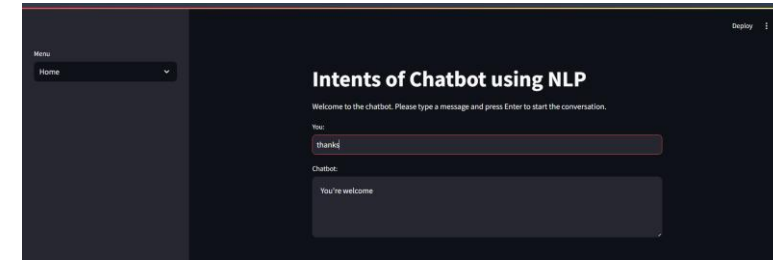 Deploy
Menu
Home
Intents of Chatbot using NLP
Welcome to the chatbot. Please type a message and press Enter to start the conversation.
You:
thanks
Chatbot:
You're welcome